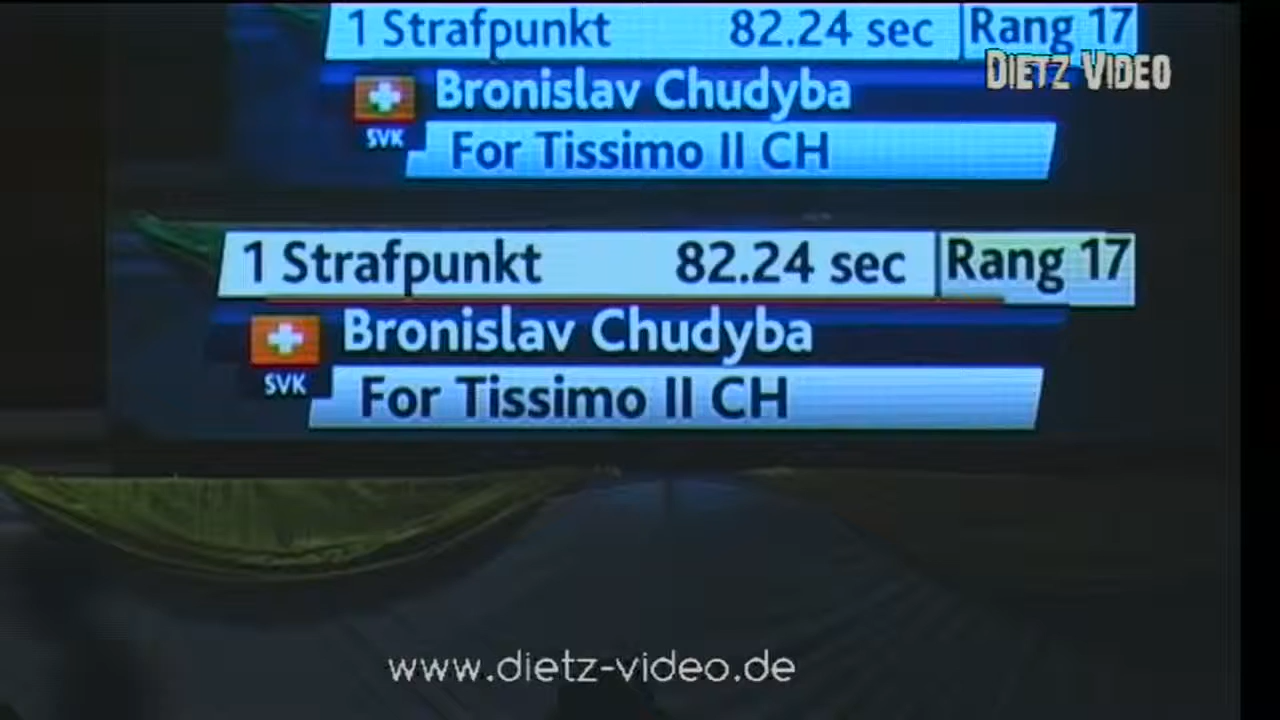 1 Strafpunkt 82.24 sec Rang 17
DIETZ VIDEO
Bronislav Chudyba
SVK
For Tissimo II CH
1 Strafpunkt 82.24 sec Rang 17
Bronislav Chudyba
SVK
For Tissimo II CH
www.dietz-video.de